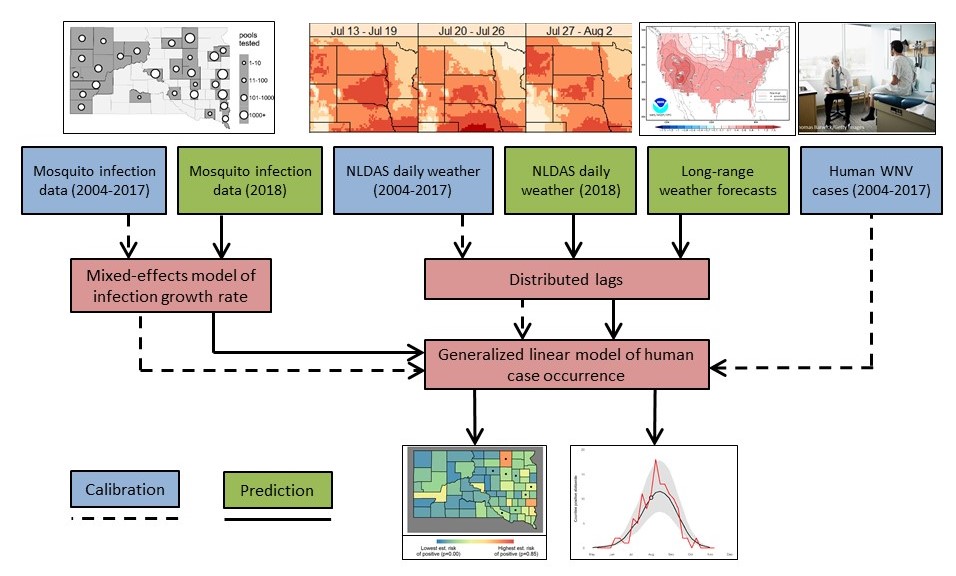 pools
tested
1-10
11-100
101-1000
1000+
Jul 13 - Jul 19
Jul 20 - Jul 26
Jul 27 - Aug 2
Mosquito infection
data (2004-2017)
Mosquito infection
data (2018)
NLDAS daily weather
(2004-2017)
NLDAS daily
weather (2018)
Long-range
weather forecasts
Human WNV
cases (2004-2017)
Mixed-effects model of
infection growth rate
Distributed lags
Generalized linear model of human
case occurrence
Calibration
Prediction
Lowest est. risk
of positive (p=0.00)
Highest est. risk
of positive (p=0.85)